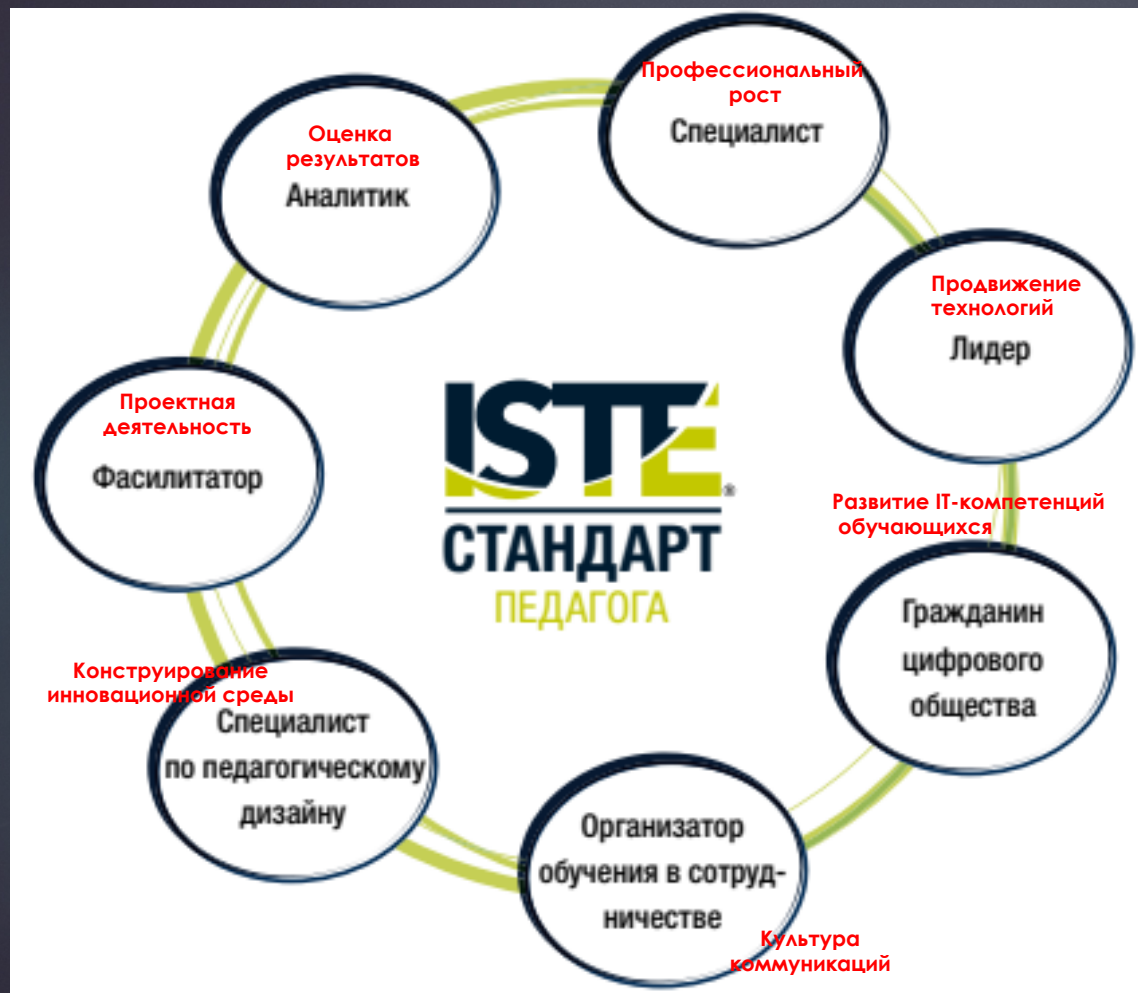 Профессиональный
рост
Специалист
Оценка
результатов
Аналитик
Продвижение
технологий
Лидер
Проектная
деятельность
Фасилитатор
ISTE®
СТАНДАРТ
ПЕДАГОГА
Развитие IT-компетенций
обучающихся
Гражданин
цифрового
общества
Конструирование
инновационной среды
Специалист
по педагогическому
дизайну
Организатор
обучения в сотруд-
ничестве
Культура
коммуникаций